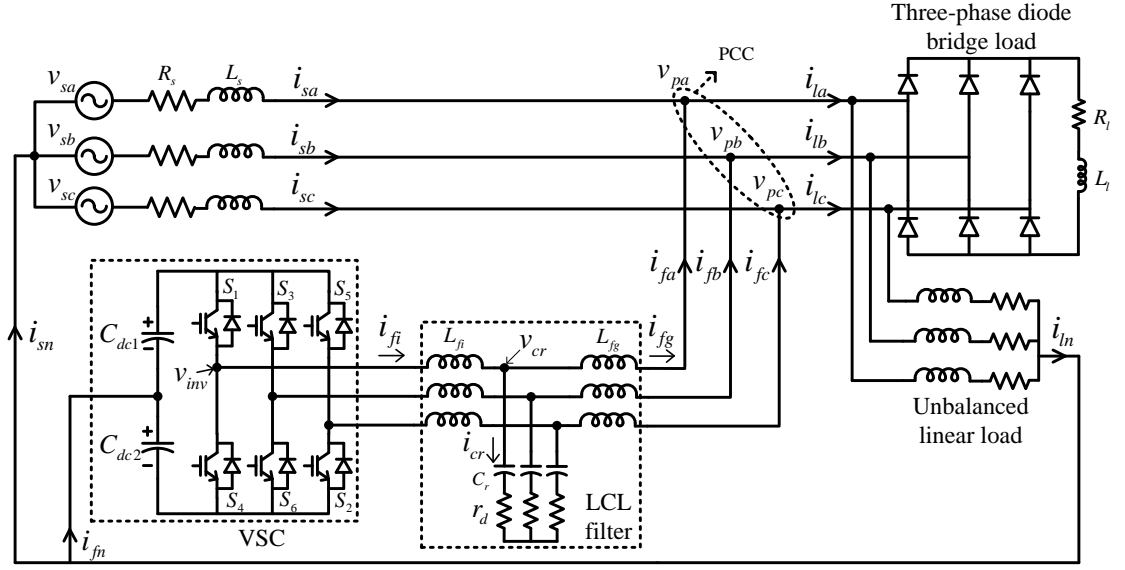 Three-phase diode
bridge load
PCC
v_sa
R_s
L_s
i_sa
v_pa
i_la
v_sb
i_sb
v_pb
i_lb
R_l
v_sc
i_sc
v_pc
i_lc
L_l
i_fa
i_fb
i_fc
S_1
S_3
S_5
C_dc1
+
−
i_fi
L_fi
L_fg
i_fg
v_cr
i_sn
v_inv
i_ln
C_dc2
+
−
Unbalanced
linear load
i_cr
C_r
r_d
S_4
S_6
S_2
LCL
filter
VSC
i_fn